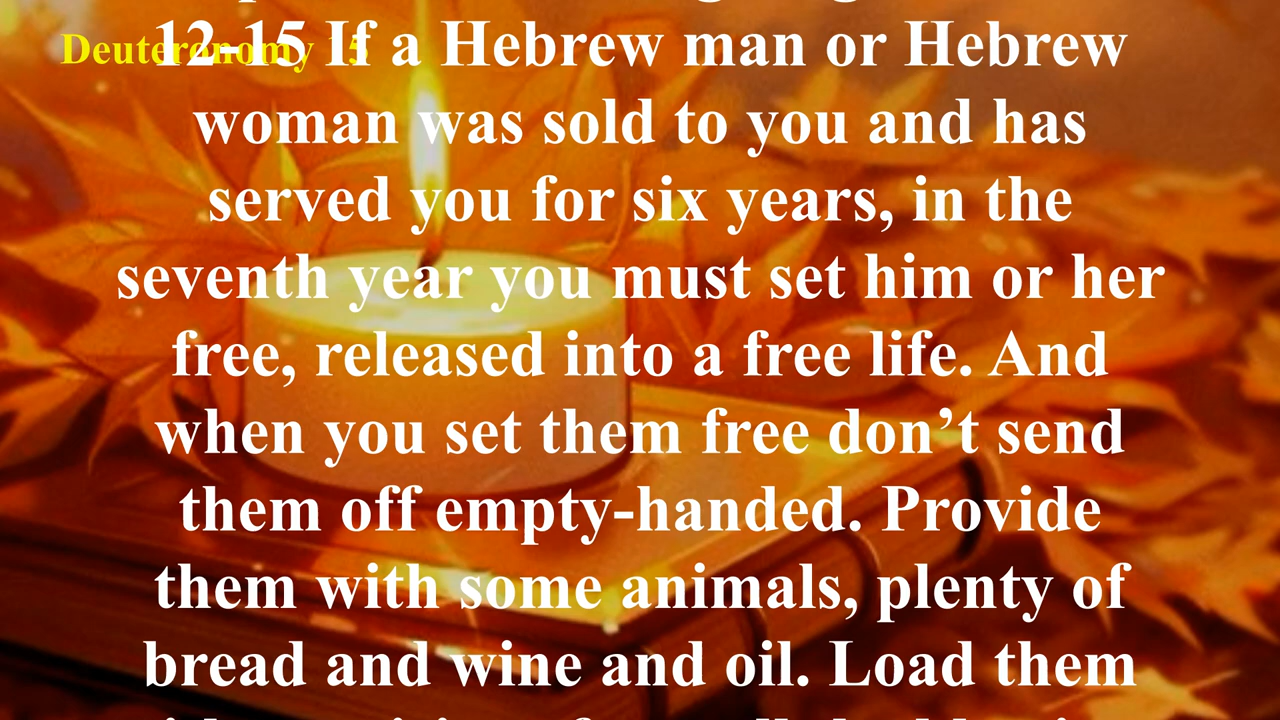 Deuteronomy 15
12-15 If a Hebrew man or Hebrew
woman was sold to you and has
served you for six years, in the
seventh year you must set him or her
free, released into a free life. And
when you set them free don’t send
them off empty-handed. Provide
them with some animals, plenty of
bread and wine and oil. Load them